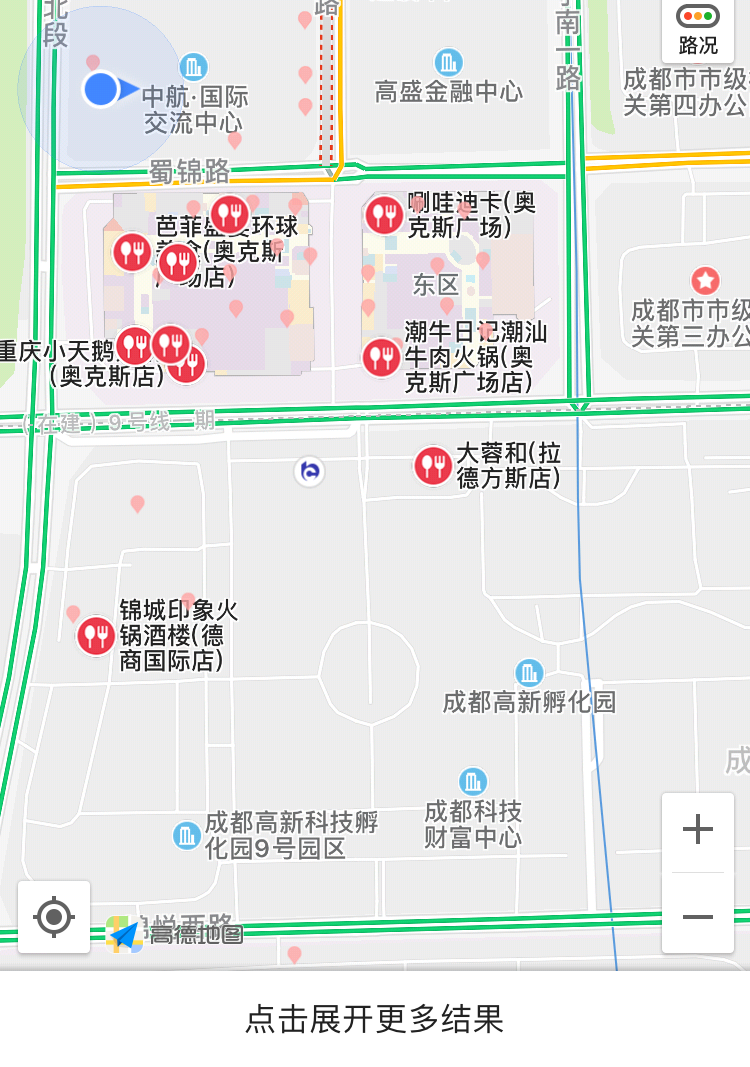 北
段
路
南一路
路况
中航·国际
交流中心
高盛金融中心
成都市市级
关第四办公
蜀锦路
唰哇迪卡(奥
克斯广场)
芭菲盛宴环球
美食(奥克斯
广场店)
东区
成都市市级
关第三办公
潮牛日记潮汕
牛肉火锅(奥
克斯广场店)
重庆小天鹅
(奥克斯店)
(在建)9号线一期
大蓉和(拉
德方斯店)
锦城印象火
锅酒楼(德
商国际店)
成都高新孵化园
成
成都科技
财富中心
成都高新科技孵
化园9号园区
锦悦西路
高德地图
点击展开更多结果